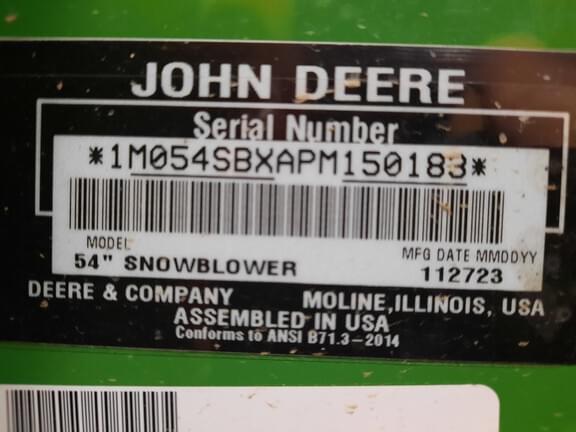 JOHN DEERE
Serial Number
*1M054SBXAPM150183*
MODEL
54" SNOWBLOWER
MFG DATE MMDDYY
112723
DEERE & COMPANY MOLINE, ILLINOIS, USA
ASSEMBLED IN USA
Conforms to ANSI B71.3-2014